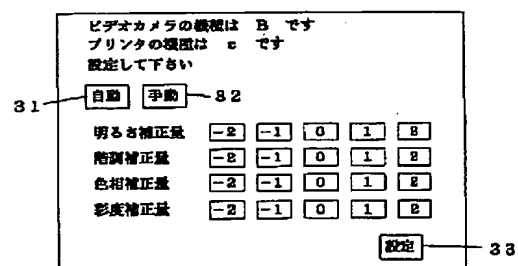 ビデオカメラの機種は B です
プリンタの機種は c です
設定して下さい
31 自動 手動 32
明るさ補正量 -2 -1 0 1 2
階調補正量 -2 -1 0 1 2
色相補正量 -2 -1 0 1 2
彩度補正量 -2 -1 0 1 2
設定 33